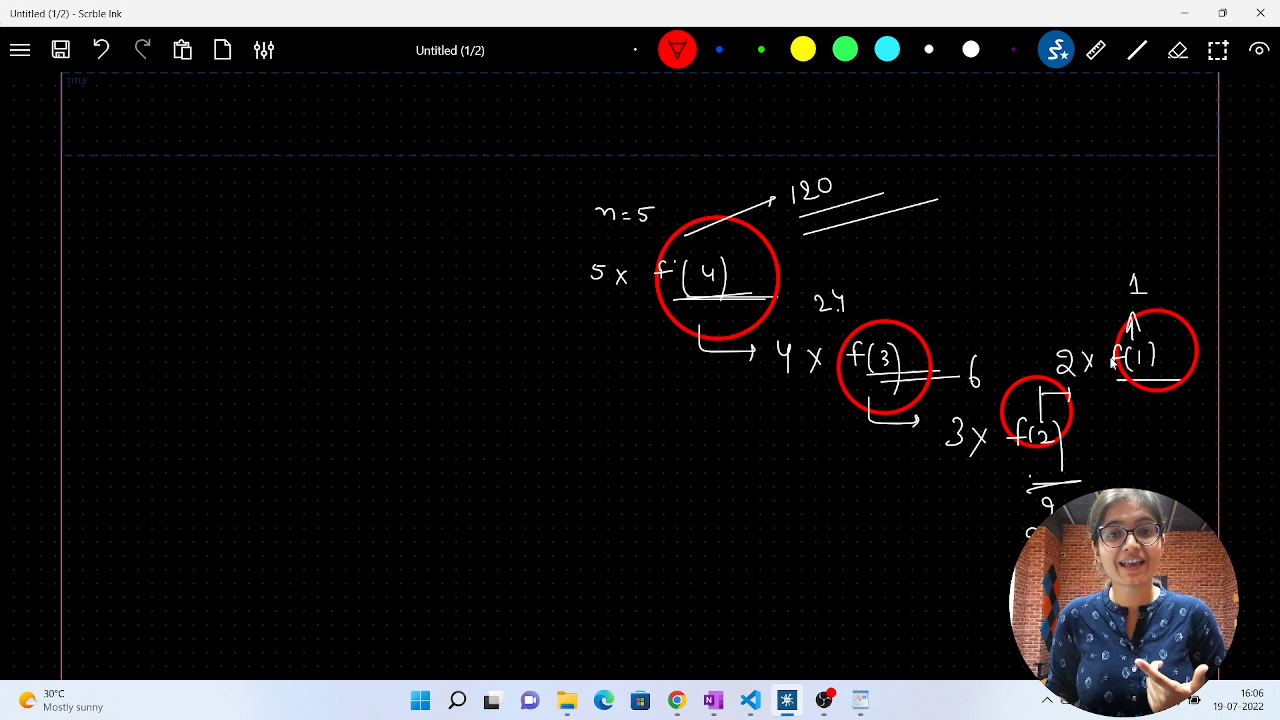 Untitled (1/2) - Scrble Ink
Untitled (1/2)
TITLE
120
n=5
5 x f(4)
24
1
4 x f(3)
6
2 x f(1)
3 x f(2)
30°C
Mostly sunny
16:06
19-07-2022